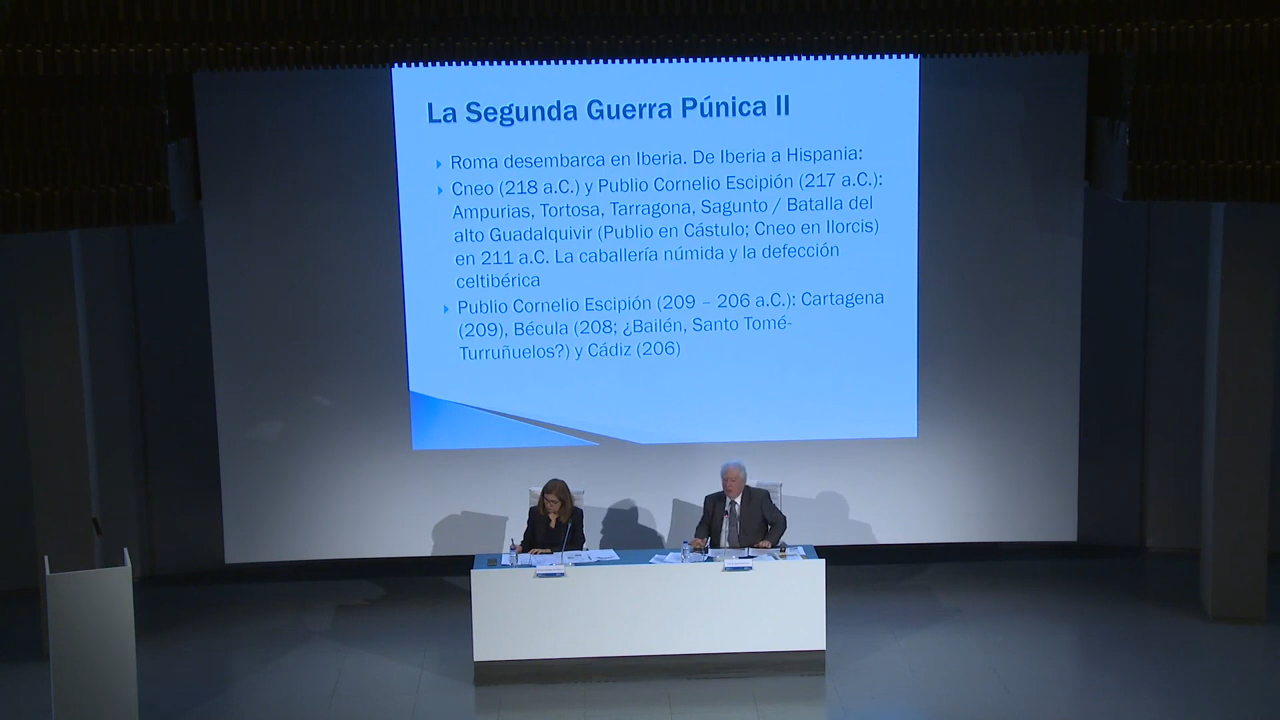 La Segunda Guerra Púnica II
Roma desembarca en Iberia. De Iberia a Hispania:
Cneo (218 a.C.) y Publio Cornelio Escipión (217 a.C.):
Ampurias, Tortosa, Tarragona, Sagunto / Batalla del
alto Guadalquivir (Publio en Cástulo; Cneo en Ilorcis)
en 211 a.C. La caballería númida y la defección
celtibérica
Publio Cornelio Escipión (209 – 206 a.C.): Cartagena
(209), Bécula (208; ¿Bailén, Santo Tomé-
Turruñuelos?) y Cádiz (206)